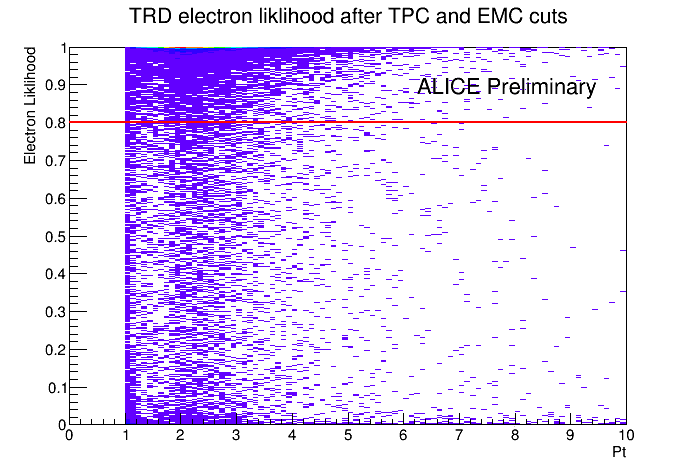 TRD electron liklihood after TPC and EMC cuts
Electron Liklihood
1
0.9
ALICE Preliminary
0.8
0.7
0.6
0.5
0.4
0.3
0.2
0.1
0
0 1 2 3 4 5 6 7 8 9 10
Pt